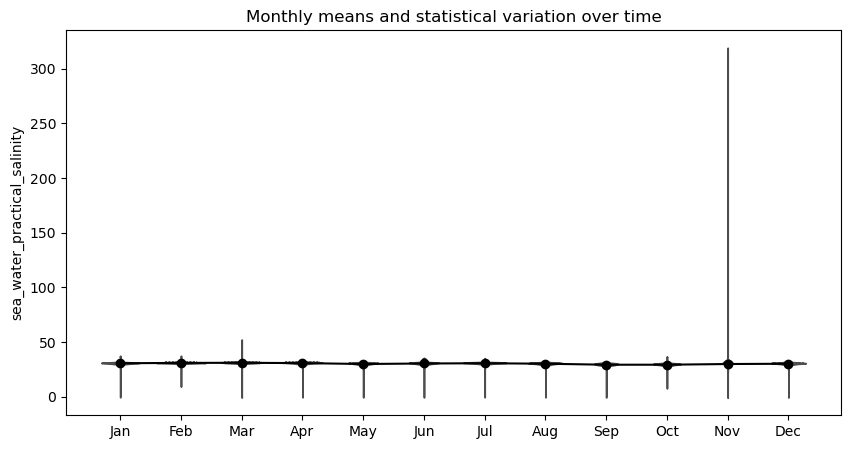 Monthly means and statistical variation over time
sea_water_practical_salinity
300
250
200
150
100
50
0
Jan Feb Mar Apr May Jun Jul Aug Sep Oct Nov Dec